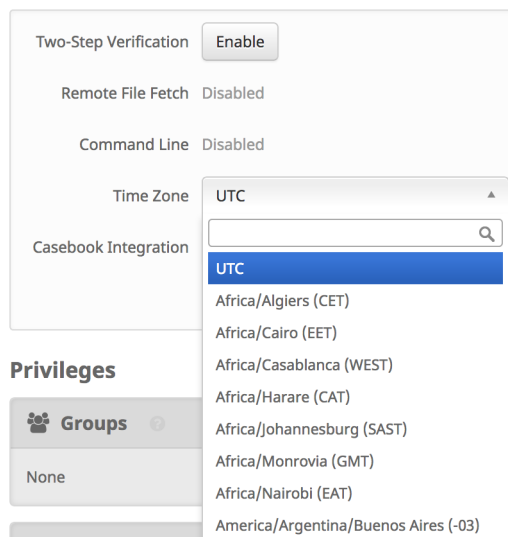 Two-Step Verification Enable
Remote File Fetch Disabled
Command Line Disabled
Time Zone UTC
Casebook Integration
UTC
Africa/Algiers (CET)
Africa/Cairo (EET)
Africa/Casablanca (WEST)
Africa/Harare (CAT)
Africa/Johannesburg (SAST)
Africa/Monrovia (GMT)
Africa/Nairobi (EAT)
America/Argentina/Buenos Aires (-03)
Privileges
Groups ?
None